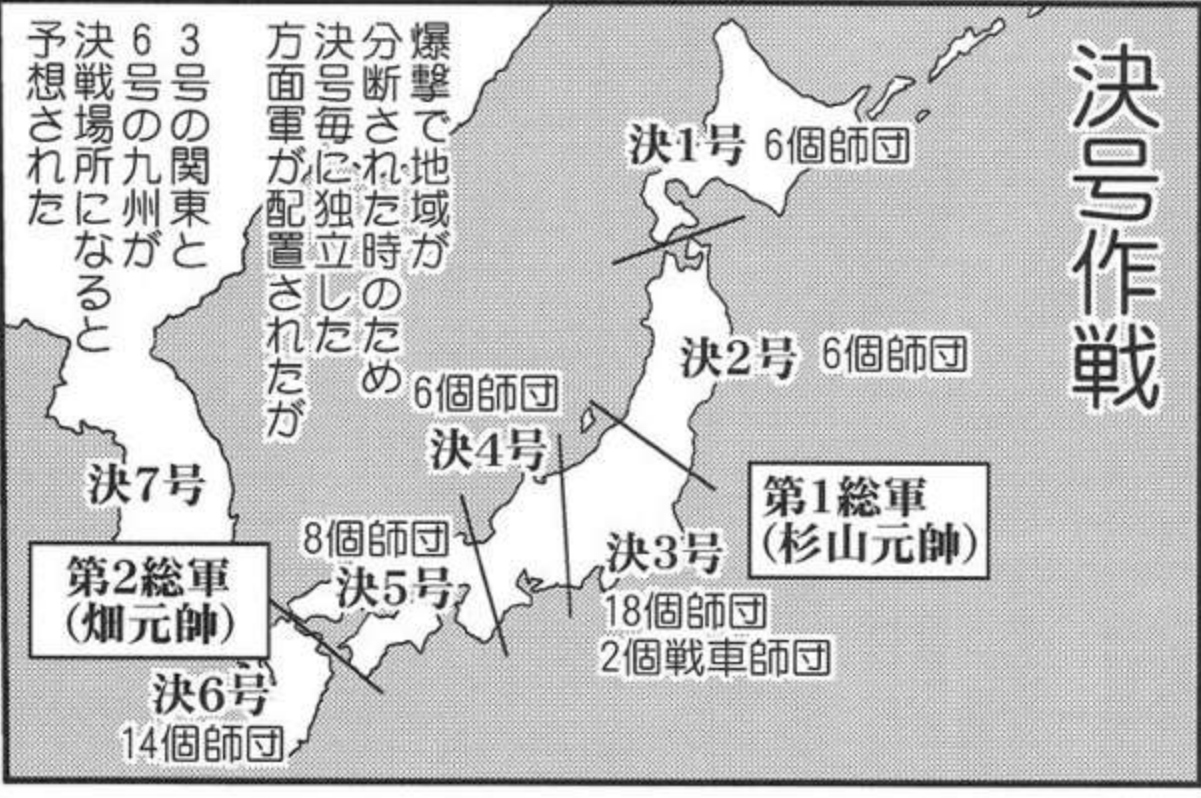 決号作戦
爆撃で地域が
分断された時のため
決号毎に独立した
方面軍が配置されたが
3号の関東と
6号の九州が
決戦場所になると
予想された
決1号 6個師団
決2号 6個師団
6個師団
決4号
第1総軍
(杉山元帥)
決7号
8個師団
決5号
決3号
18個師団
2個戦車師団
第2総軍
(畑元帥)
決6号
14個師団